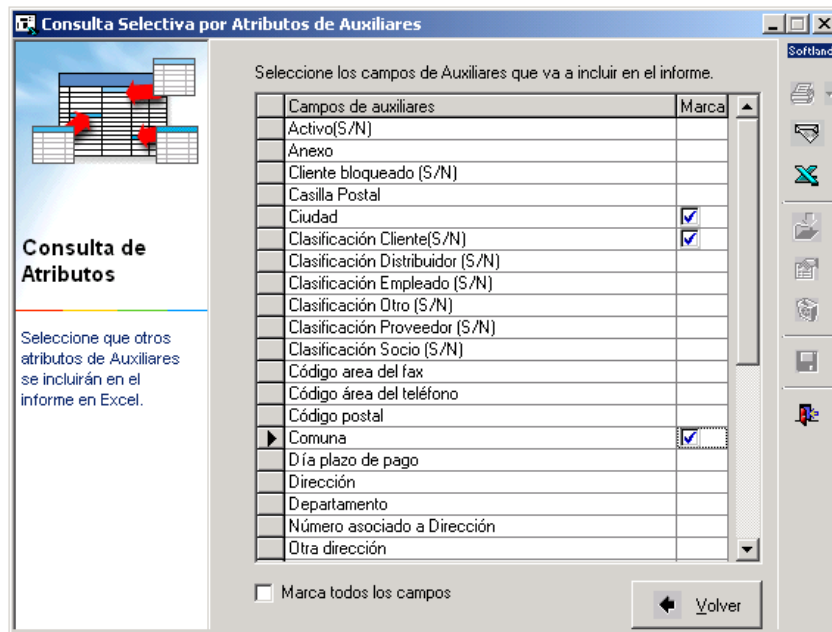 Consulta Selectiva por Atributos de Auxiliares
Softland
Seleccione los campos de Auxiliares que va a incluir en el informe.
Campos de auxiliares Marca
Activo(S/N)
Anexo
Cliente bloqueado (S/N)
Casilla Postal
Ciudad
Clasificación Cliente(S/N)
Clasificación Distribuidor (S/N)
Clasificación Empleado (S/N)
Clasificación Otro (S/N)
Clasificación Proveedor (S/N)
Clasificación Socio (S/N)
Código area del fax
Código área del teléfono
Código postal
Comuna
Día plazo de pago
Dirección
Departamento
Número asociado a Dirección
Otra dirección
Consulta de
Atributos
Seleccione que otros
atributos de Auxiliares
se incluirán en el
informe en Excel.
Marca todos los campos
Volver